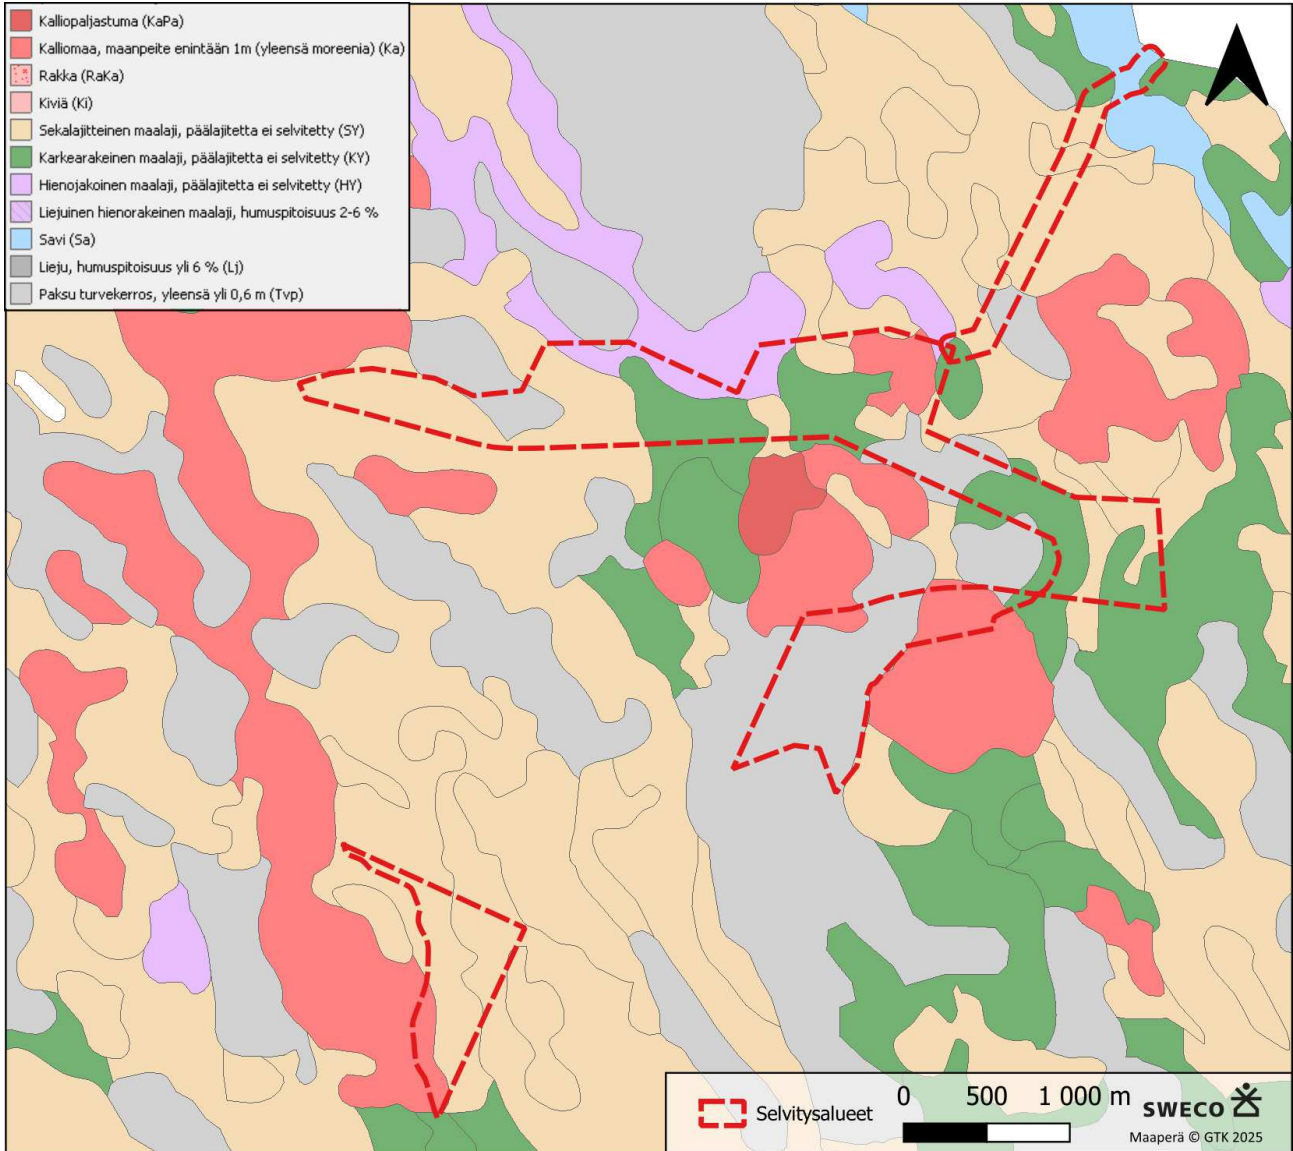 Kalliopaljastuma (KaPa)
Kalliomaa, maanpeite enintään 1m (yleensä moreenia) (Ka)
Rakka (RaKa)
Kiviä (Ki)
Sekalajitteinen maalaji, päälajitetta ei selvitetty (SY)
Karkearakeinen maalaji, päälajitetta ei selvitetty (KY)
Hienojakoinen maalaji, päälajitetta ei selvitetty (HY)
Liejuinen hienorakeinen maalaji, humuspitoisuus 2-6 %
Savi (Sa)
Lieju, humuspitoisuus yli 6 % (Lj)
Paksu turvekerros, yleensä yli 0,6 m (Tvp)
Selvitysalueet
0 500 1 000 m
SWECO
Maaperä © GTK 2025